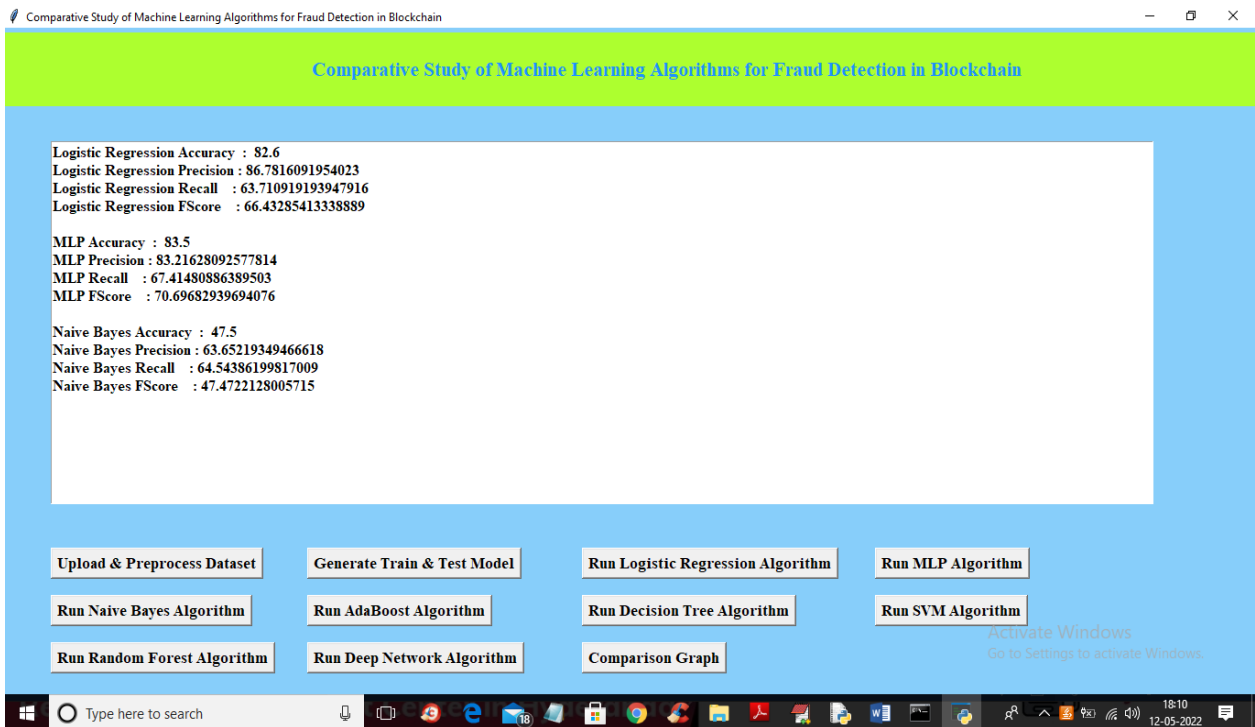 Comparative Study of Machine Learning Algorithms for Fraud Detection in Blockchain
Comparative Study of Machine Learning Algorithms for Fraud Detection in Blockchain
Logistic Regression Accuracy : 82.6
Logistic Regression Precision : 86.7816091954023
Logistic Regression Recall : 63.710919193947916
Logistic Regression FScore : 66.43285413338889
MLP Accuracy : 83.5
MLP Precision : 83.21628092577814
MLP Recall : 67.41480886389503
MLP FScore : 70.69682939694076
Naive Bayes Accuracy : 47.5
Naive Bayes Precision : 63.65219349466618
Naive Bayes Recall : 64.54386199817009
Naive Bayes FScore : 47.4722128005715
Upload & Preprocess Dataset
Generate Train & Test Model
Run Logistic Regression Algorithm
Run MLP Algorithm
Run Naive Bayes Algorithm
Run AdaBoost Algorithm
Run Decision Tree Algorithm
Run SVM Algorithm
Activate Windows
Go to Settings to activate Windows.
Run Random Forest Algorithm
Run Deep Network Algorithm
Comparison Graph
Type here to search
18
18:10
12-05-2022